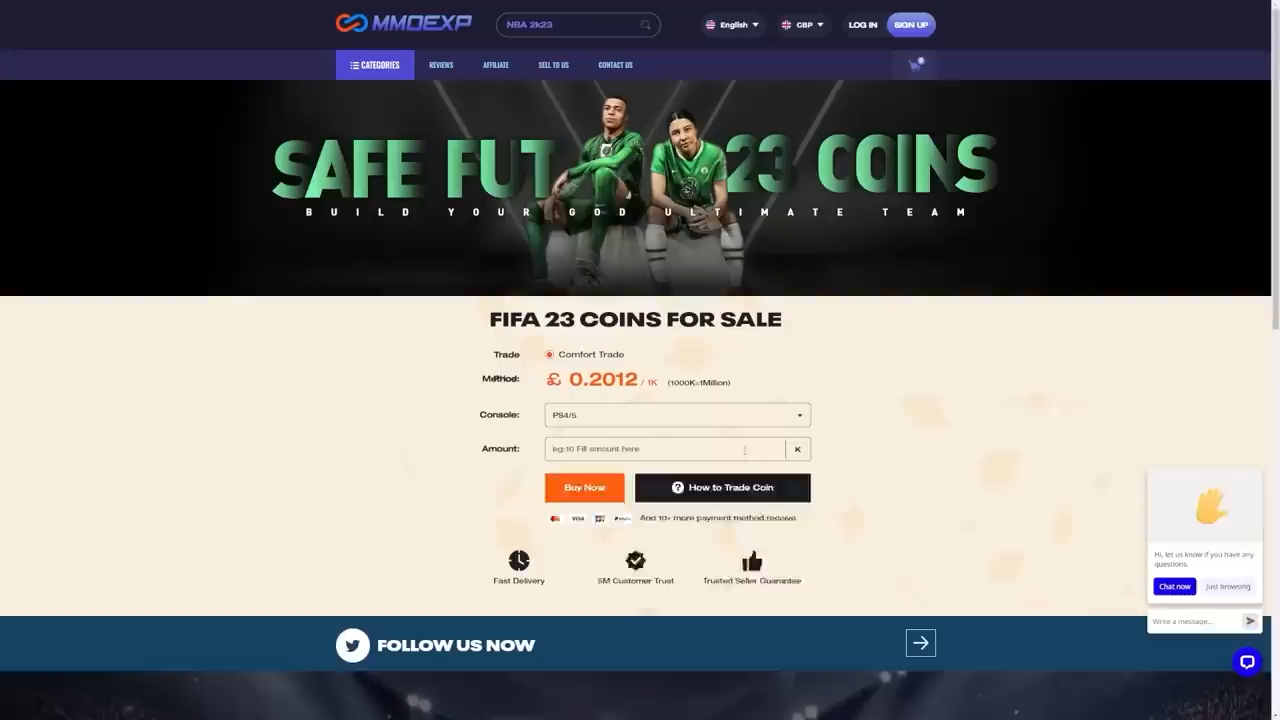 MMOEXP
NBA 2k23
English
GBP
LOG IN
SIGN UP
CATEGORIES
REVIEWS
AFFILIATE
SELL TO US
CONTACT US
0
SAFE FUT 23 COINS
BUILD YOUR GOD ULTIMATE TEAM
FIFA 23 COINS FOR SALE
Trade
Comfort Trade
Method:
£ 0.2012 / 1K (1000K=1Million)
Console:
PS4/5
Amount:
eg:10 Fill amount here
K
Buy Now
? How to Trade Coin
VISA
PayPal
And 10+ more payment method receive
Fast Delivery
5M Customer Trust
Trusted Seller Guarantee
Hi, let us know if you have any
questions.
Chat now
Just browsing
Write a message...
FOLLOW US NOW